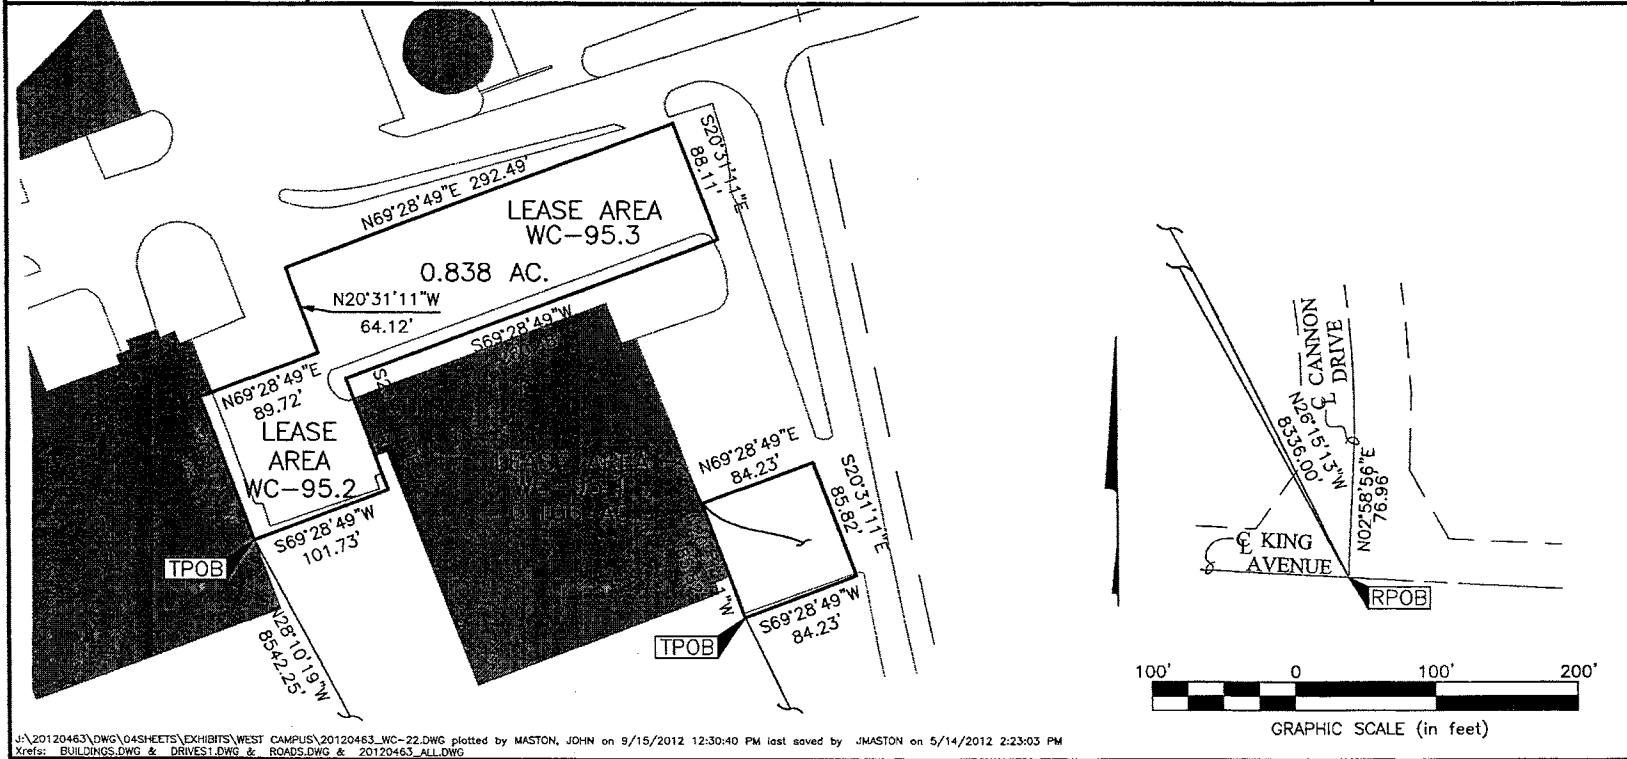 N69°28'49"E 292.49'
S20°31'11"E
88.11'
LEASE AREA
WC-95.3
0.838 AC.
N20°31'11"W
64.12'
S69°28'49"W
N69°28'49"E
89.72'
LEASE
AREA
WC-95.2
S69°28'49"W
101.73'
TPOB
N28°10'19"W
8542.25'
N69°28'49"E
84.23'
S20°31'11"E
85.82'
S69°28'49"W
84.23'
1"W
TPOB
CANNON
DRIVE
N26°15'13"W
8336.00'
N02°58'56"E
76.96'
KING
AVENUE
RPOB
100' 0 100' 200'
GRAPHIC SCALE (in feet)
J:\20120463\DWG\04SHEETS\EXHIBITS\WEST CAMPUS\20120463_WC-22.DWG plotted by MASTON, JOHN on 9/15/2012 12:30:40 PM last saved by JMASTON on 5/14/2012 2:23:03 PM
Xrefs: BUILDINGS.DWG & DRIVES1.DWG & ROADS.DWG & 20120463_ALL.DWG